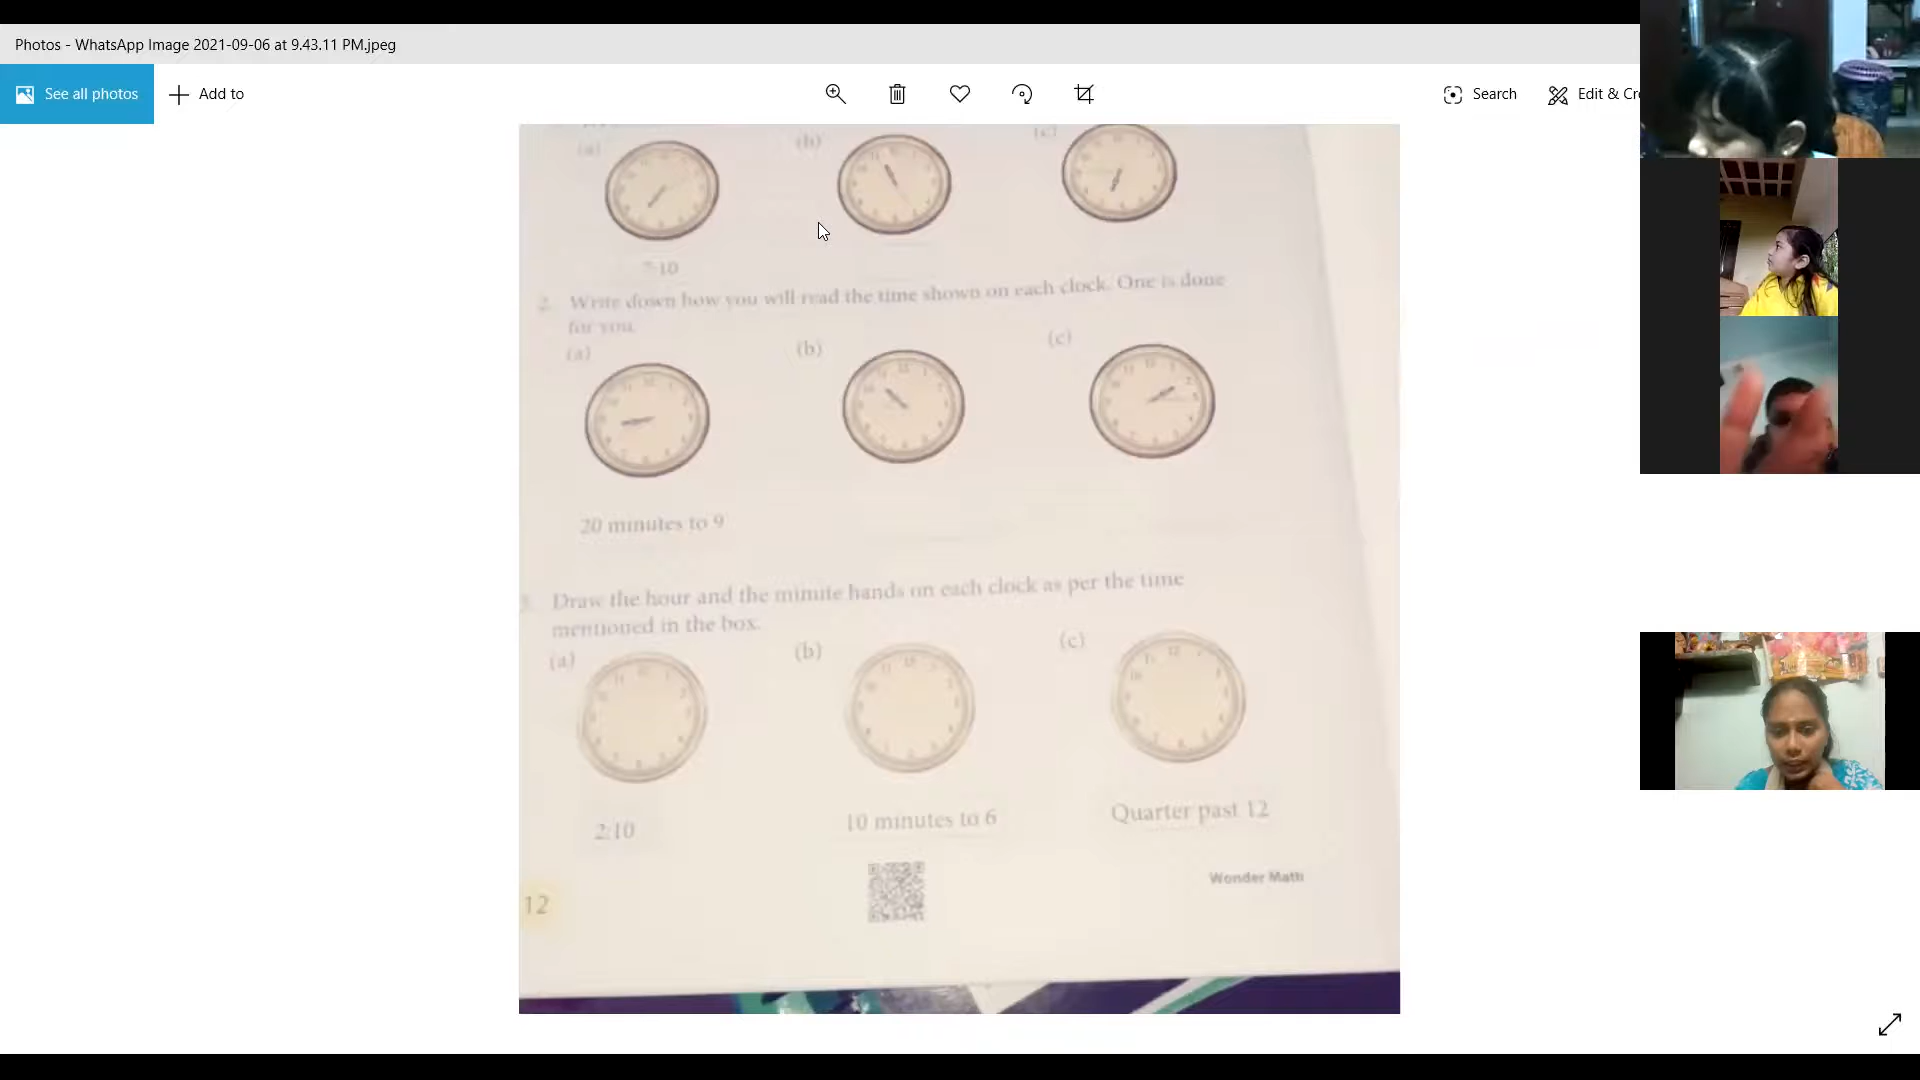 Photos - WhatsApp Image 2021-09-06 at 9.43.11 PM.jpeg
See all photos
Add to
Search
Edit & Cr
(a)
(b)
(c)
7:10
2. Write down how you will read the time shown on each clock. One is done
for you.
(a)
(b)
(c)
20 minutes to 9
3. Draw the hour and the minute hands on each clock as per the time
mentioned in the box.
(a)
(b)
(c)
2:10
10 minutes to 6
Quarter past 12
Wonder Math
12